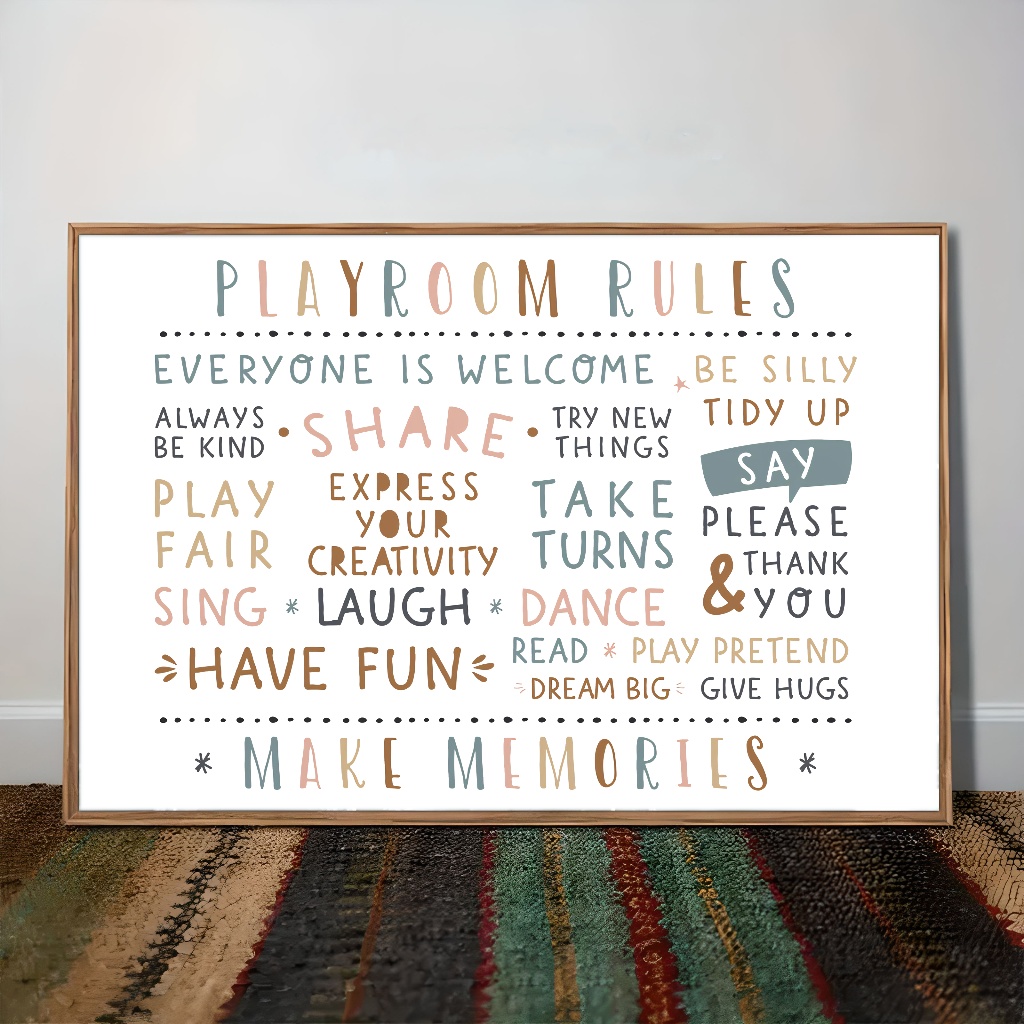 PLAYROOM RULES
EVERYONE IS WELCOME
BE SILLY
TIDY UP
ALWAYS
BE KIND
SHARE
TRY NEW
THINGS
SAY
PLEASE
& THANK
YOU
PLAY
FAIR
EXPRESS
YOUR
CREATIVITY
TAKE
TURNS
SING * LAUGH * DANCE
HAVE FUN
READ * PLAY PRETEND
DREAM BIG
GIVE HUGS
* MAKE MEMORIES *